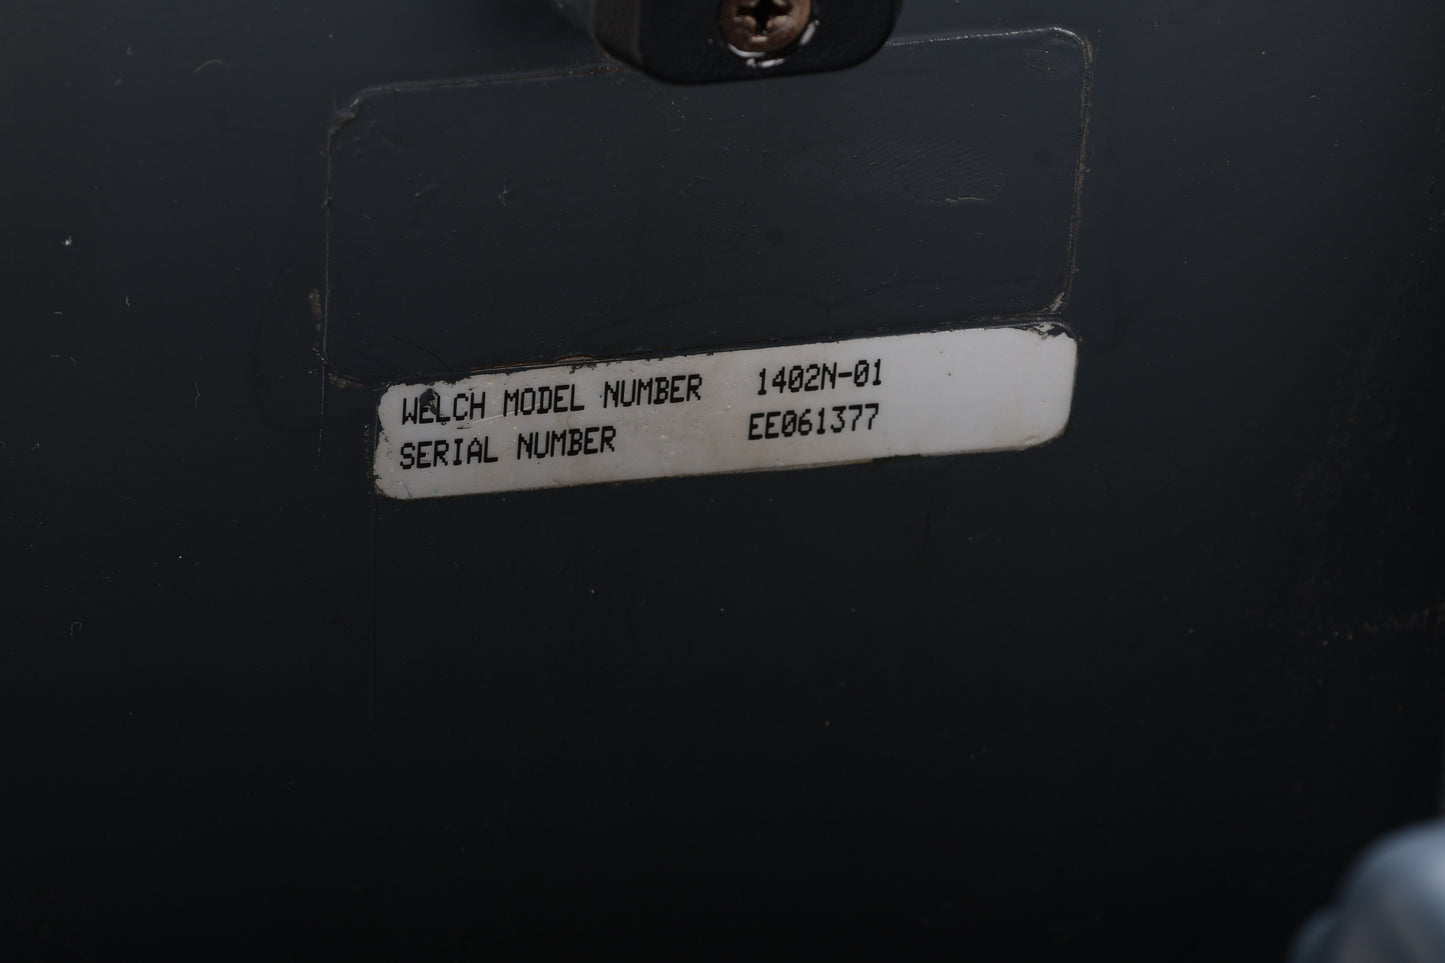 WELCH MODEL NUMBER 1402N-01
SERIAL NUMBER EE061377